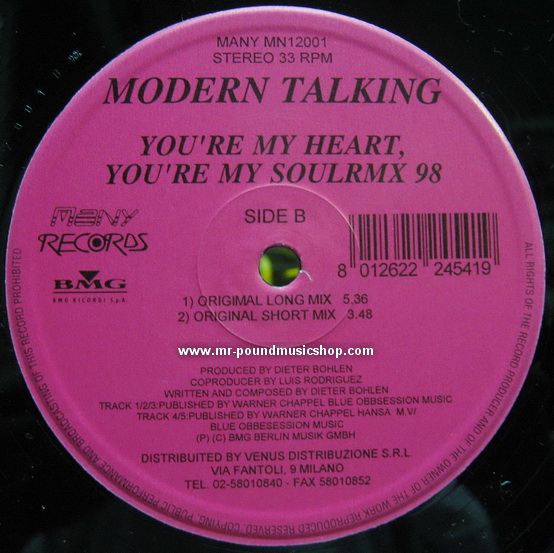 MANY MN12001
STEREO 33 RPM
MODERN TALKING
YOU'RE MY HEART,
YOU'RE MY SOULRMX 98
MANY
RECORDS
BMG
BMG RICORDI S.p.A.
SIDE B
8 012622 245419
1) ORIGIMAL LONG MIX 5,36
2) ORIGINAL SHORT MIX 3.48
www.mr-poundmusicshop.com
PRODUCED BY DIETER BOHLEN
COPRODUCER BY LUIS RODRIGUEZ
WRITTEN AND COMPOSED BY DIETER BOHLEN
TRACK 1/2/3:PUBLISHED BY WARNER CHAPPEL BLUE OBBSESSION MUSIC
TRACK 4/5:PUBLISHED BY WARNER CHAPPEL HANSA M.V/
BLUE OBBESESSION MUSIC
(P) (C) BMG BERLIN MUSIK GMBH
DISTRIBUITED BY VENUS DISTRIBUZIONE S.R.L.
VIA FANTOLI, 9 MILANO
TEL. 02-58010840 - FAX 58010852
ALL RIGHTS OF THE RECORD PRODUCER AND OF THE OWNER OF THE WORK REPRODUCED RESERVED. COPYING, PUBLIC PERFORMANCE AND BROADCASTING OF THIS RECORD PROHIBITED